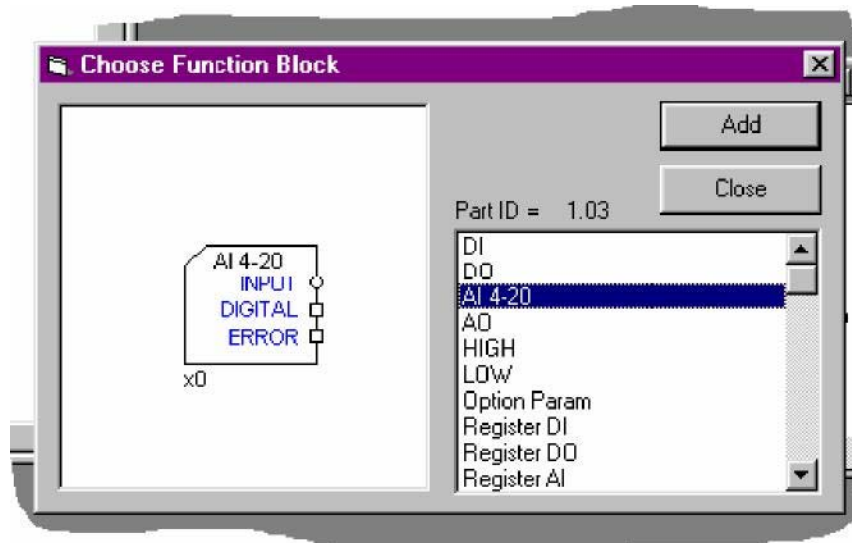 Choose Function Block
Add
Close
Part ID = 1.03
AI 4-20
INPUT
DIGITAL
ERROR
x0
DI
DO
AI 4-20
AO
HIGH
LOW
Option Param
Register DI
Register DO
Register AI